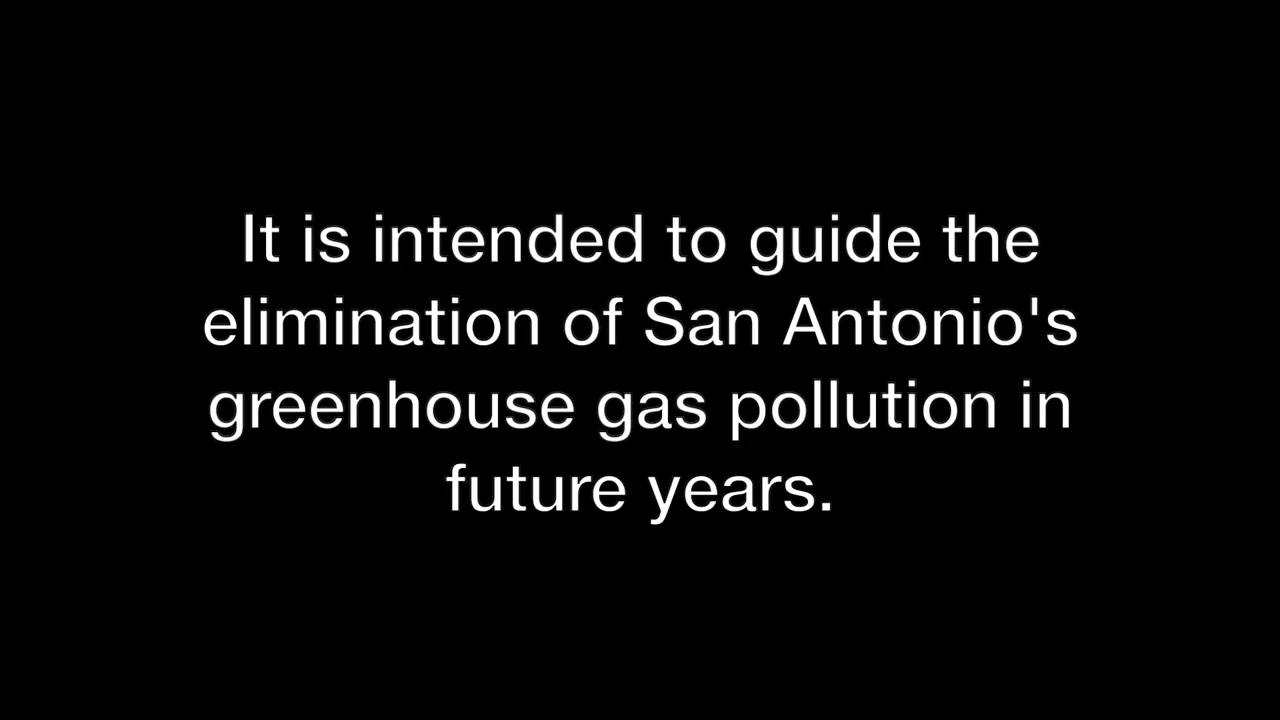 It is intended to guide the
elimination of San Antonio's
greenhouse gas pollution in
future years.